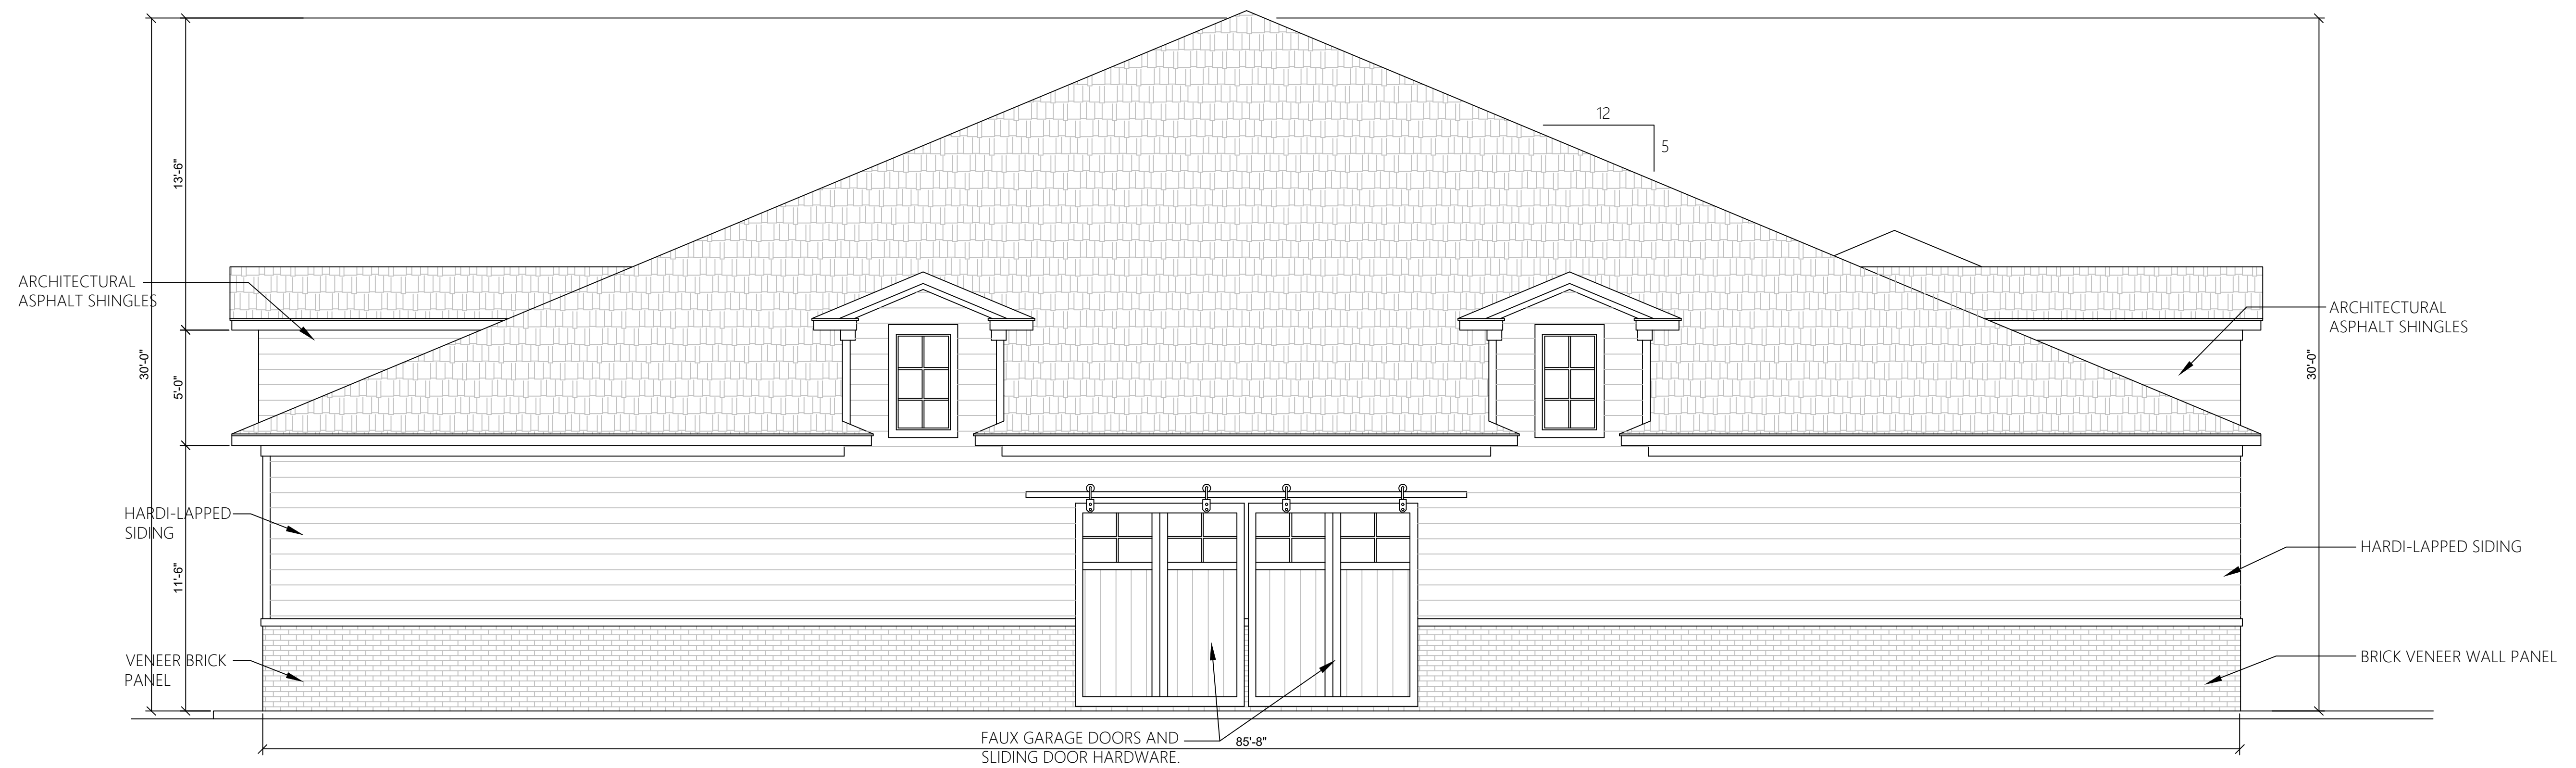 12
5
13'-6"
ARCHITECTURAL
ASPHALT SHINGLES
ARCHITECTURAL
ASPHALT SHINGLES
30'-0"
5'-0"
30'-0"
HARDI-LAPPED
SIDING
HARDI-LAPPED SIDING
11'-6"
VENEER BRICK
PANEL
BRICK VENEER WALL PANEL
FAUX GARAGE DOORS AND
SLIDING DOOR HARDWARE.
85'-8"